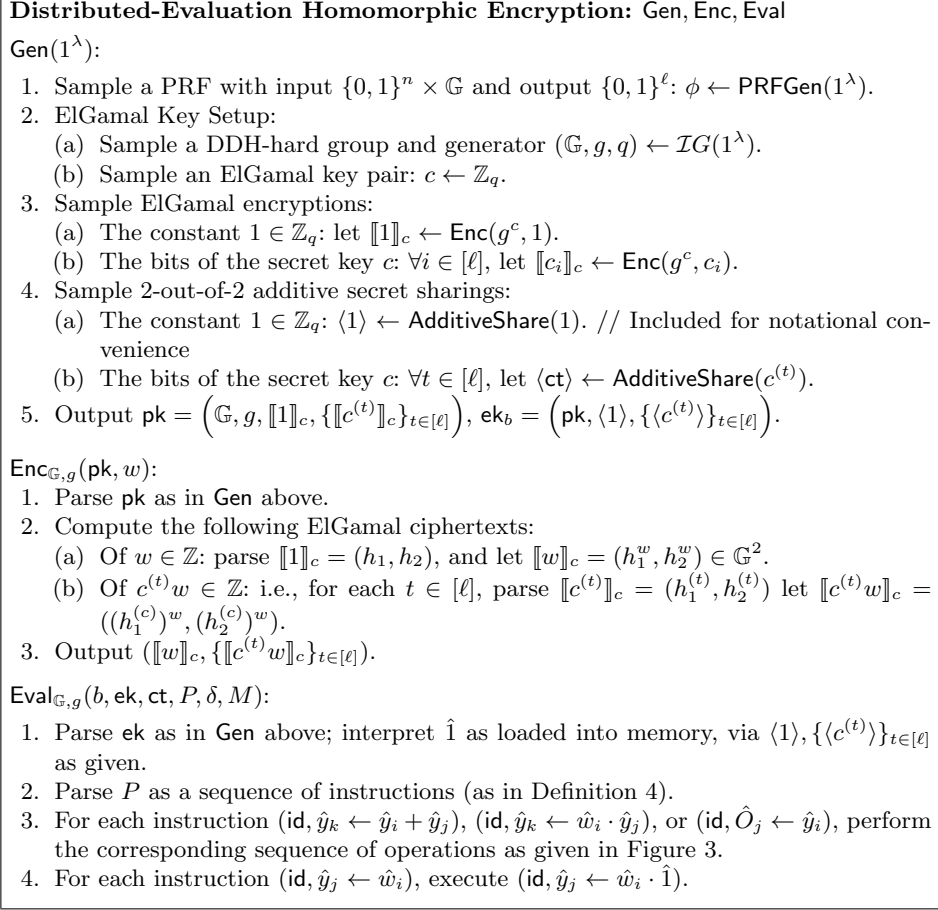 Distributed-Evaluation Homomorphic Encryption: Gen, Enc, Eval
Gen(1^λ):
1. Sample a PRF with input {0, 1}^n × 𝔾 and output {0, 1}^ℓ: ϕ ← PRFGen(1^λ).
2. ElGamal Key Setup:
(a) Sample a DDH-hard group and generator (𝔾, g, q) ← ℐG(1^λ).
(b) Sample an ElGamal key pair: c ← ℤ_q.
3. Sample ElGamal encryptions:
(a) The constant 1 ∈ ℤ_q: let ⟦1⟧_c ← Enc(g^c, 1).
(b) The bits of the secret key c: ∀i ∈ [ℓ], let ⟦c_i⟧_c ← Enc(g^c, c_i).
4. Sample 2-out-of-2 additive secret sharings:
(a) The constant 1 ∈ ℤ_q: ⟨1⟩ ← AdditiveShare(1). // Included for notational con-
venience
(b) The bits of the secret key c: ∀t ∈ [ℓ], let ⟨ct⟩ ← AdditiveShare(c^(t)).
5. Output pk = (𝔾, g, ⟦1⟧_c, {⟦c^(t)⟧_c}_{t∈[ℓ]}), ek_b = (pk, ⟨1⟩, {⟨c^(t)⟩}_{t∈[ℓ]}).
Enc_{𝔾,g}(pk, w):
1. Parse pk as in Gen above.
2. Compute the following ElGamal ciphertexts:
(a) Of w ∈ ℤ: parse ⟦1⟧_c = (h_1, h_2), and let ⟦w⟧_c = (h_1^w, h_2^w) ∈ 𝔾^2.
(b) Of c^(t)w ∈ ℤ: i.e., for each t ∈ [ℓ], parse ⟦c^(t)⟧_c = (h_1^(t), h_2^(t)) let ⟦c^(t)w⟧_c =
((h_1^(c))^w, (h_2^(c))^w).
3. Output (⟦w⟧_c, {⟦c^(t)w⟧_c}_{t∈[ℓ]}).
Eval_{𝔾,g}(b, ek, ct, P, δ, M):
1. Parse ek as in Gen above; interpret 1̂ as loaded into memory, via ⟨1⟩, {⟨c^(t)⟩}_{t∈[ℓ]}
as given.
2. Parse P as a sequence of instructions (as in Definition 4).
3. For each instruction (id, ŷ_k ← ŷ_i + ŷ_j), (id, ŷ_k ← ŵ_i · ŷ_j), or (id, Ô_j ← ŷ_i), perform
the corresponding sequence of operations as given in Figure 3.
4. For each instruction (id, ŷ_j ← ŵ_i), execute (id, ŷ_j ← ŵ_i · 1̂).